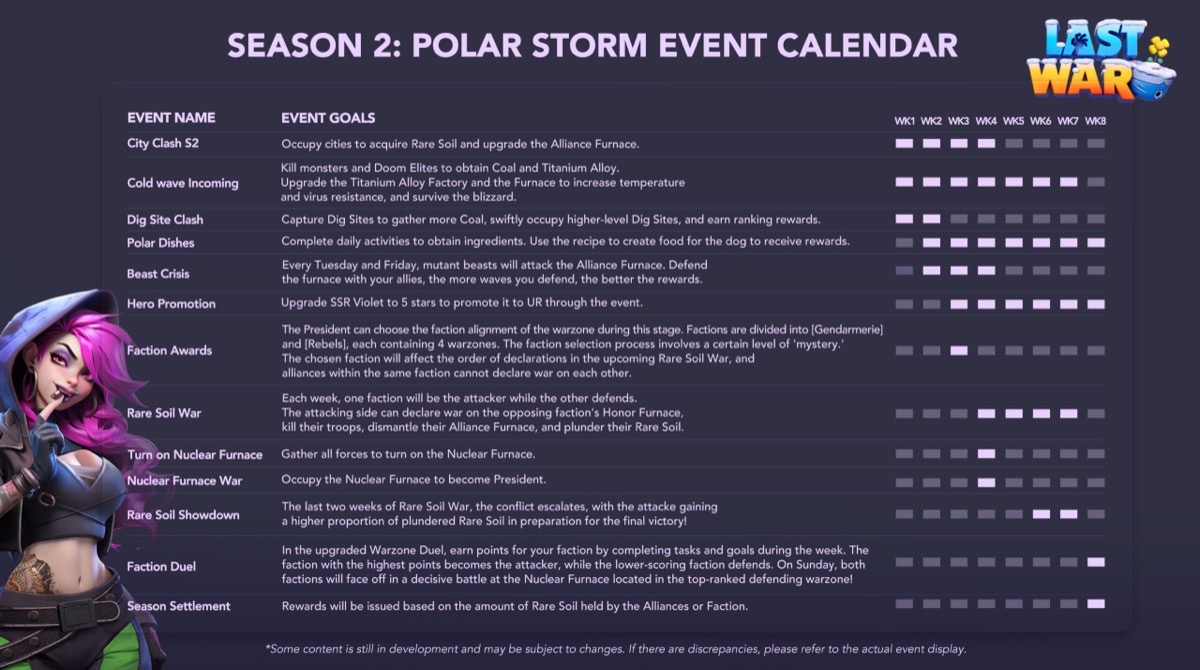 SEASON 2: POLAR STORM EVENT CALENDAR
LAST
WAR
EVENT NAME EVENT GOALS WK1 WK2 WK3 WK4 WK5 WK6 WK7 WK8
City Clash S2 Occupy cities to acquire Rare Soil and upgrade the Alliance Furnace.
Cold wave Incoming
Kill monsters and Doom Elites to obtain Coal and Titanium Alloy.
Upgrade the Titanium Alloy Factory and the Furnace to increase temperature
and virus resistance, and survive the blizzard.
Dig Site Clash Capture Dig Sites to gather more Coal, swiftly occupy higher-level Dig Sites, and earn ranking rewards.
Polar Dishes Complete daily activities to obtain ingredients. Use the recipe to create food for the dog to receive rewards.
Beast Crisis
Every Tuesday and Friday, mutant beasts will attack the Alliance Furnace. Defend
the furnace with your allies, the more waves you defend, the better the rewards.
Hero Promotion Upgrade SSR Violet to 5 stars to promote it to UR through the event.
Faction Awards
The President can choose the faction alignment of the warzone during this stage. Factions are divided into [Gendarmerie]
and [Rebels], each containing 4 warzones. The faction selection process involves a certain level of 'mystery.'
The chosen faction will affect the order of declarations in the upcoming Rare Soil War, and
alliances within the same faction cannot declare war on each other.
Rare Soil War
Each week, one faction will be the attacker while the other defends.
The attacking side can declare war on the opposing faction's Honor Furnace,
kill their troops, dismantle their Alliance Furnace, and plunder their Rare Soil.
Turn on Nuclear Furnace Gather all forces to turn on the Nuclear Furnace.
Nuclear Furnace War Occupy the Nuclear Furnace to become President.
Rare Soil Showdown
The last two weeks of Rare Soil War, the conflict escalates, with the attacke gaining
a higher proportion of plundered Rare Soil in preparation for the final victory!
Faction Duel
In the upgraded Warzone Duel, earn points for your faction by completing tasks and goals during the week. The
faction with the highest points becomes the attacker, while the lower-scoring faction defends. On Sunday, both
factions will face off in a decisive battle at the Nuclear Furnace located in the top-ranked defending warzone!
Season Settlement Rewards will be issued based on the amount of Rare Soil held by the Alliances or Faction.
*Some content is still in development and may be subject to changes. If there are discrepancies, please refer to the actual event display.